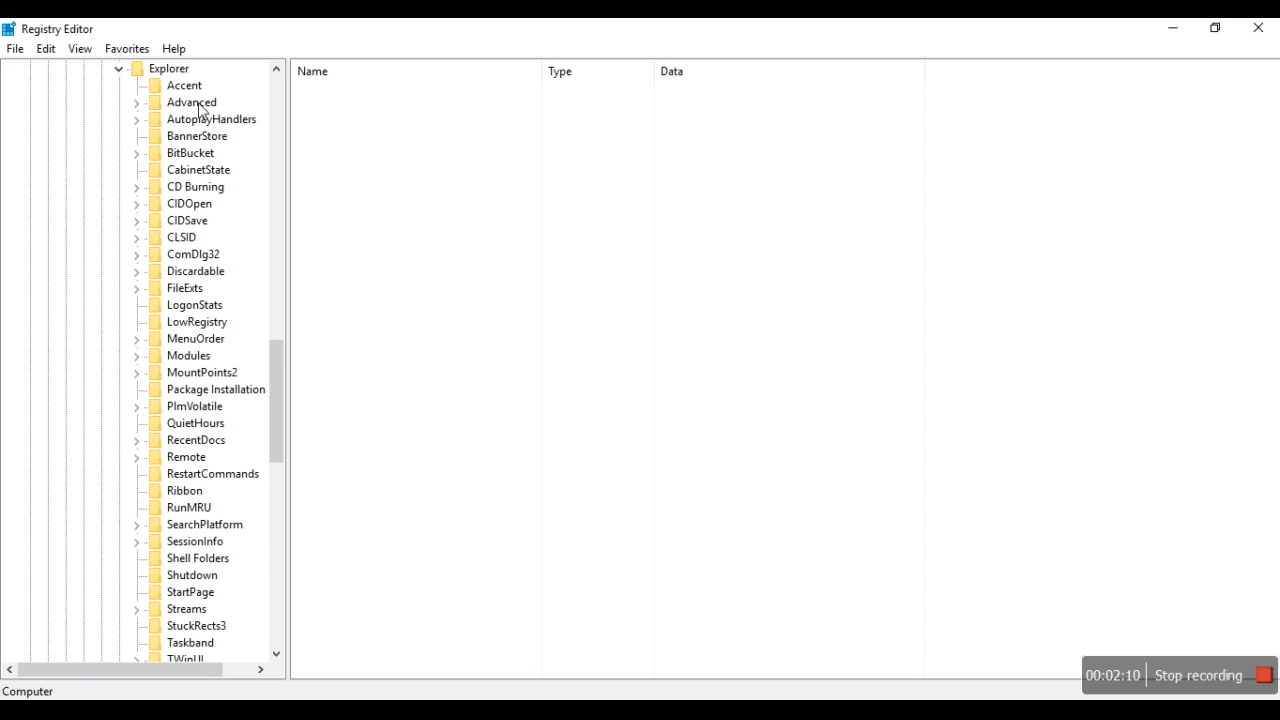 Registry Editor
File Edit View Favorites Help
Name Type Data
Explorer
Accent
Advanced
AutoplayHandlers
BannerStore
BitBucket
CabinetState
CD Burning
CIDOpen
CIDSave
CLSID
ComDlg32
Discardable
FileExts
LogonStats
LowRegistry
MenuOrder
Modules
MountPoints2
Package Installation
PlmVolatile
QuietHours
RecentDocs
Remote
RestartCommands
Ribbon
RunMRU
SearchPlatform
SessionInfo
Shell Folders
Shutdown
StartPage
Streams
StuckRects3
Taskband
TWinUI
00:02:10 Stop recording
Computer